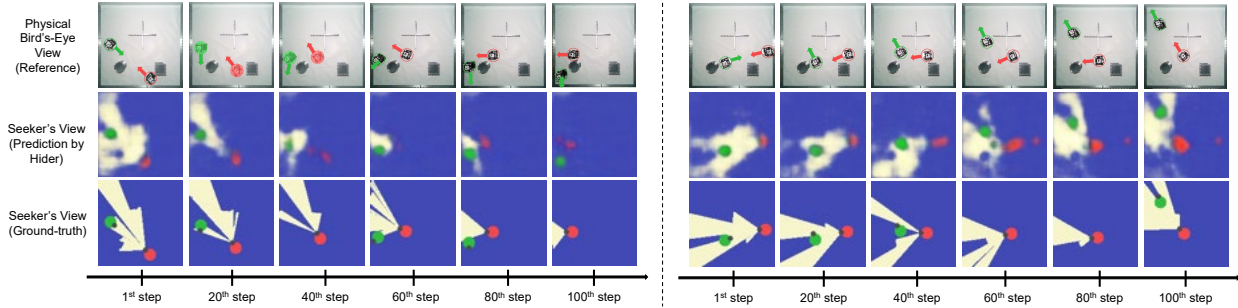 Physical
Bird's-Eye
View
(Reference)
Seeker's View
(Prediction by
Hider)
Seeker's View
(Ground-truth)
1st step
20th step
40th step
60th step
80th step
100th step
1st step
20th step
40th step
60th step
80th step
100th step